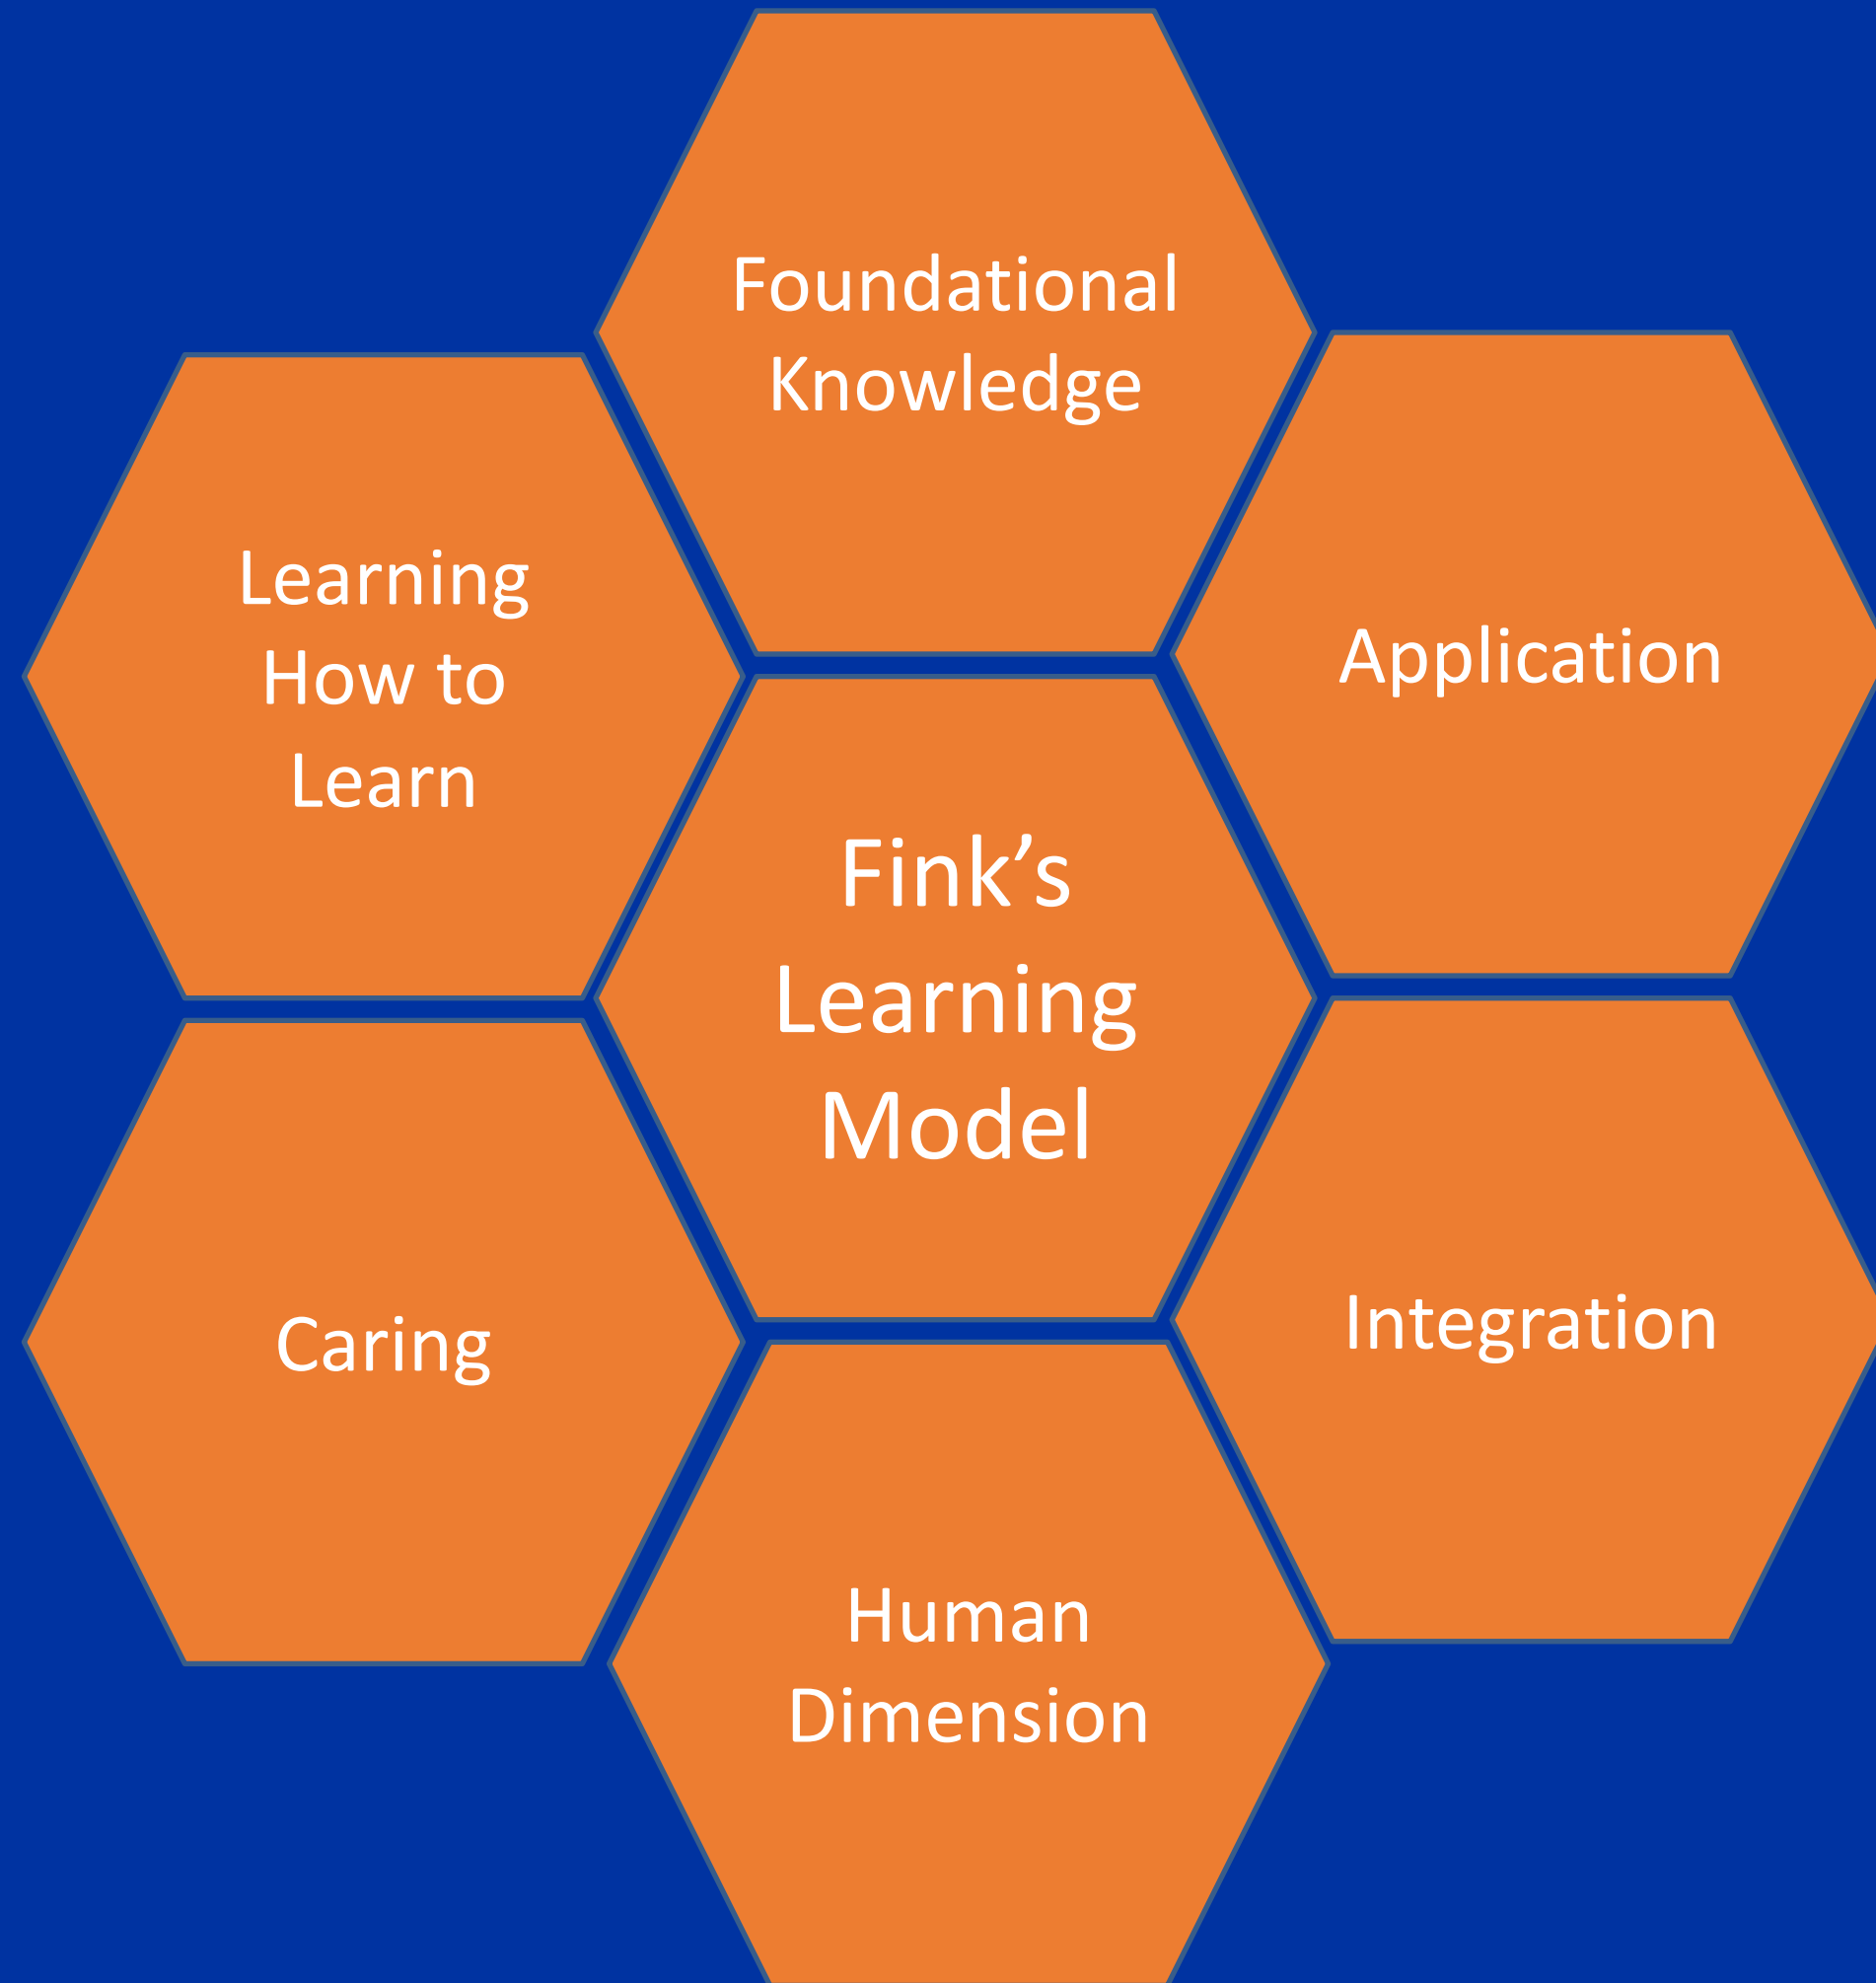 Foundational
Knowledge
Learning
How to
Learn
Application
Fink’s
Learning
Model
Caring
Integration
Human
Dimension